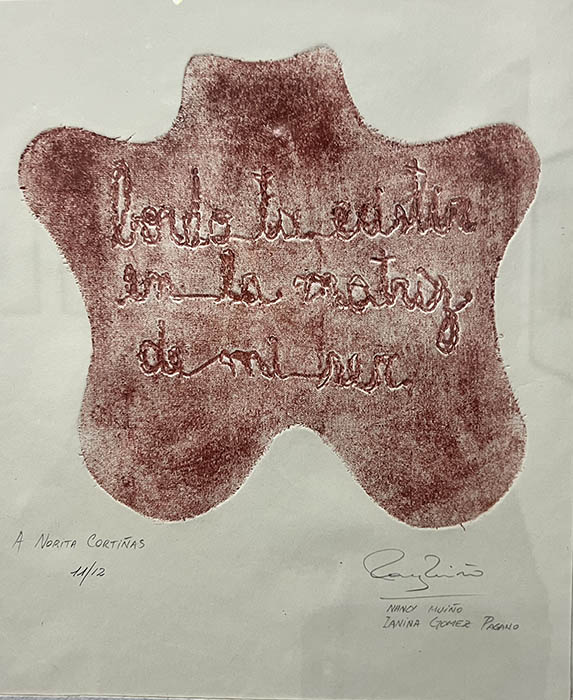 bordo tu existir
en la matriz
de mi ser
A NORITA CORTIÑAS
11/12
NANCY MUIÑO
IANINA GOMEZ PAGANO